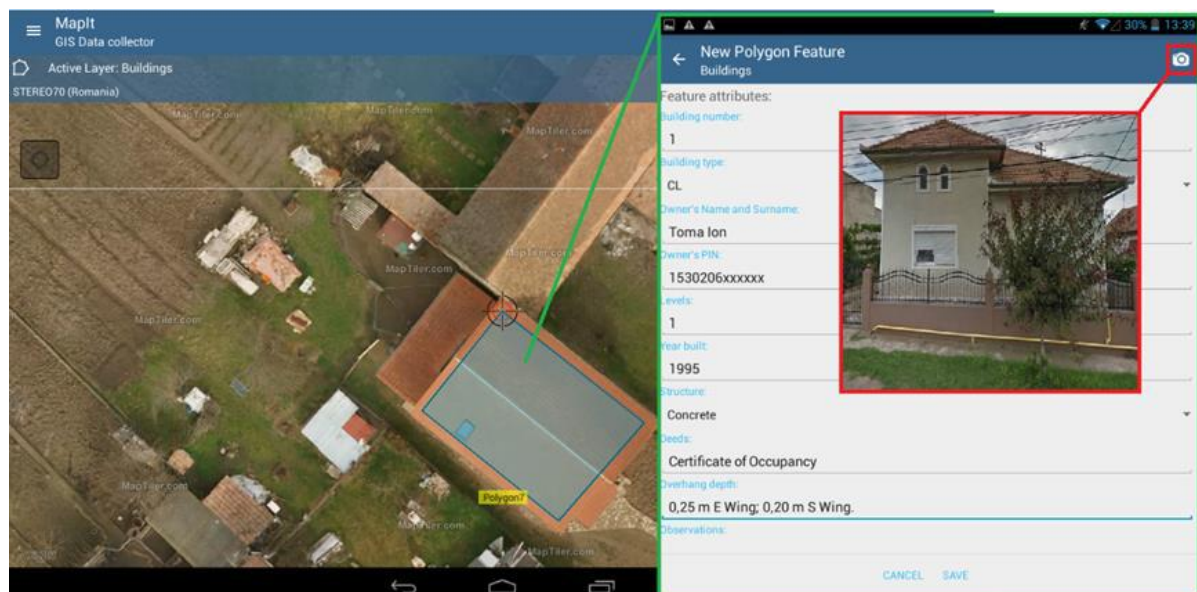 MapIt
GIS Data collector
Active Layer: Buildings
STEREO70 (Romania)
MapTiler.com
MapTiler.com
MapTiler.com
MapTiler.com
MapTiler.com
MapTiler.com
MapTiler.com
MapTiler.com
MapTiler.com
Polygon7
30% 13:39
New Polygon Feature
Buildings
Feature attributes:
Building number:
1
Building type:
CL
Owner's Name and Surname:
Toma Ion
Owner's PIN:
1530206xxxxxx
Levels:
1
Year built:
1995
Structure:
Concrete
Deeds:
Certificate of Occupancy
Overhang depth:
0,25 m E Wing; 0,20 m S Wing.
Observations:
CANCEL SAVE